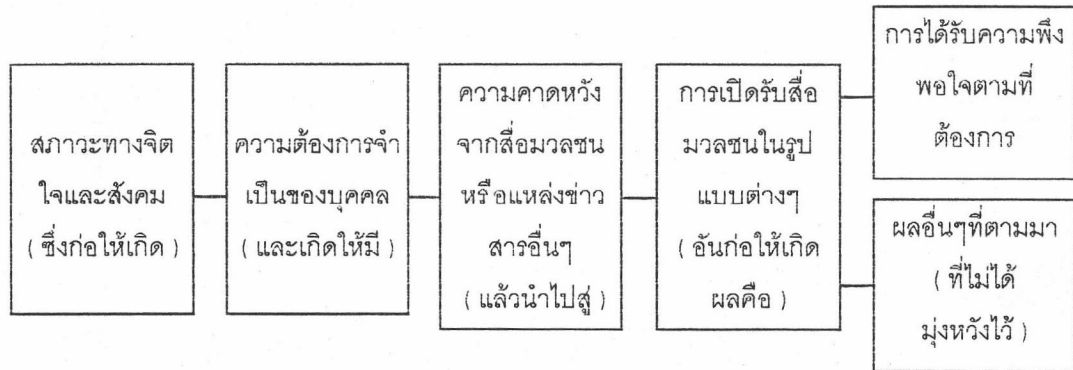 สภาวะทางจิต
ใจและสังคม
( ซึ่งก่อให้เกิด )
ความต้องการจำ
เป็นของบุคคล
( และเกิดให้มี )
ความคาดหวัง
จากสื่อมวลชน
หรือแหล่งข่าว
สารอื่นๆ
( แล้วนำไปสู่ )
การเปิดรับสื่อ
มวลชนในรูป
แบบต่างๆ
( อันก่อให้เกิด
ผลคือ )
การได้รับความพึง
พอใจตามที่
ต้องการ
ผลอื่นๆที่ตามมา
( ที่ไม่ได้
มุ่งหวังไว้ )